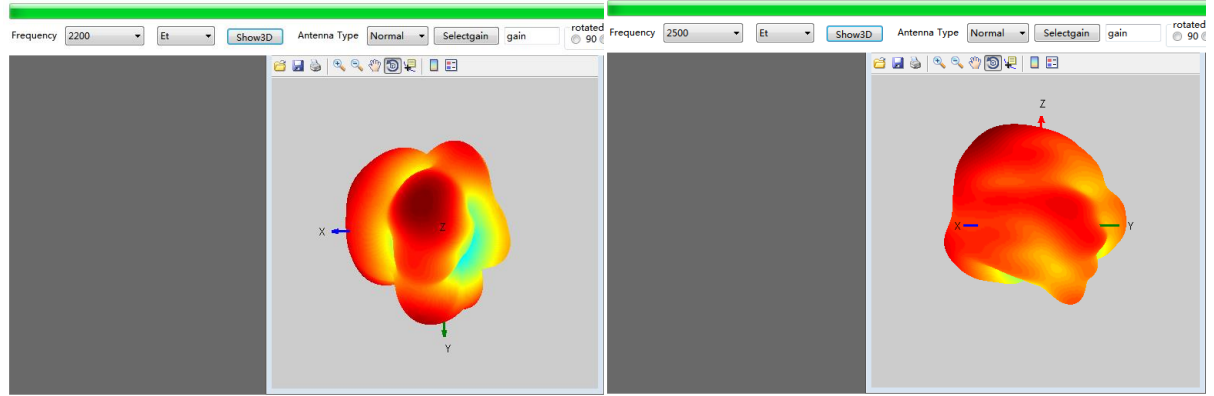 Frequency 2200 Et Show3D Antenna Type Normal Selectgain gain rotated
90
X
Z
Y
Frequency 2500 Et Show3D Antenna Type Normal Selectgain gain rotated
90
Z
X
Y